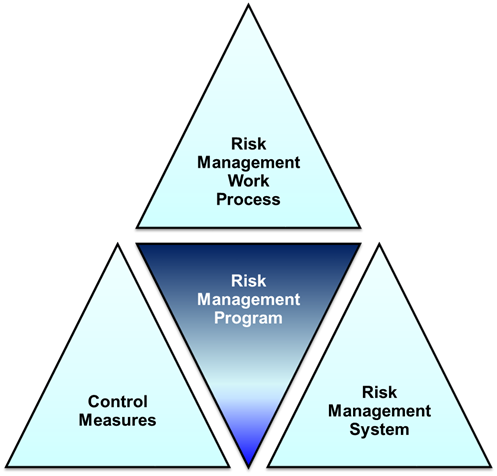 Risk
Management
Work
Process
Risk
Management
Program
Control
Measures
Risk
Management
System